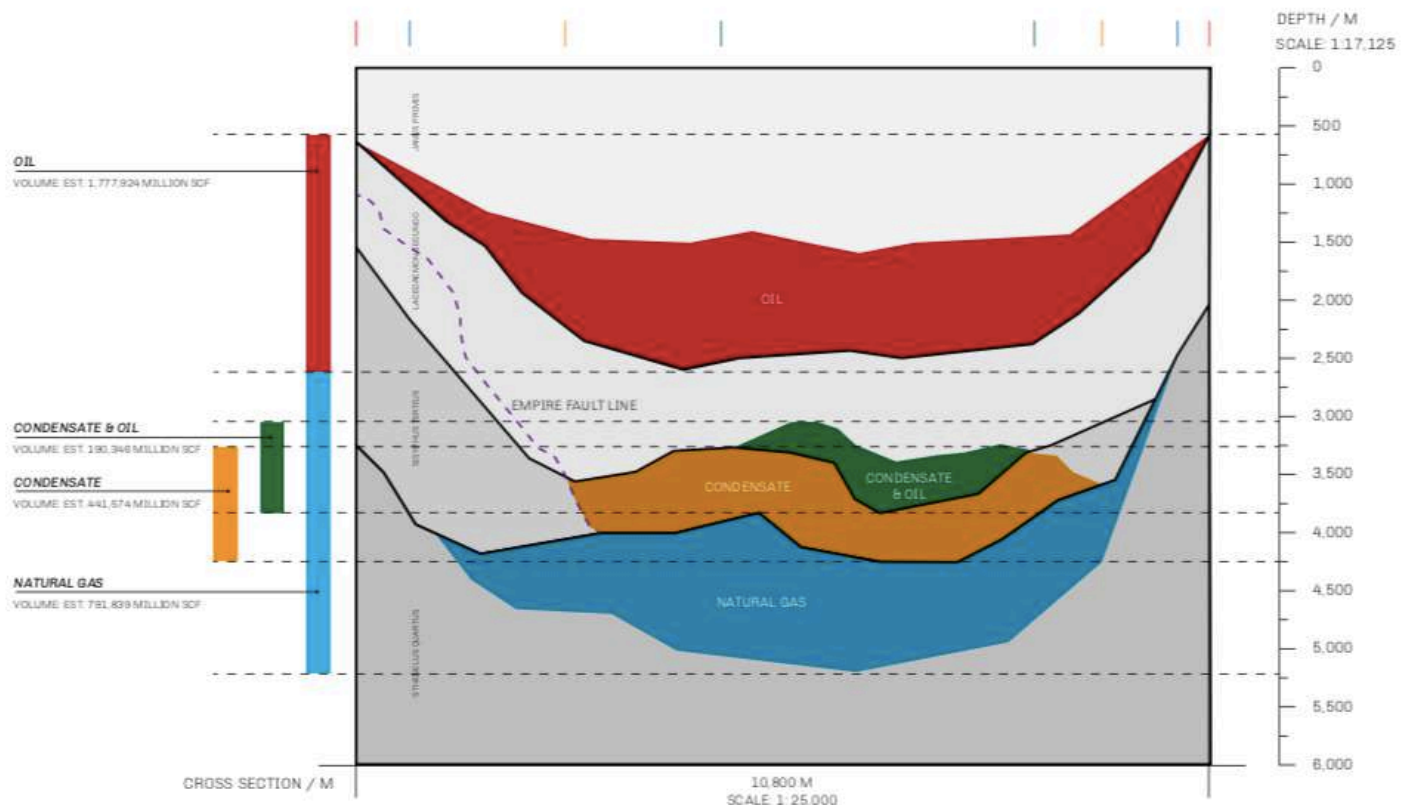 DEPTH / M
SCALE: 1:17,125
0
500
1,000
1,500
2,000
2,500
3,000
3,500
4,000
4,500
5,000
5,500
6,000
OIL
VOLUME: EST. 1,777,924 MILLION SCF
CONDENSATE & OIL
VOLUME: EST. 190,346 MILLION SCF
CONDENSATE
VOLUME: EST. 441,574 MILLION SCF
NATURAL GAS
VOLUME: EST. 791,839 MILLION SCF
OIL
EMPIRE FAULT LINE
CONDENSATE
& OIL
CONDENSATE
NATURAL GAS
CROSS SECTION / M
10,800 M
SCALE: 1: 25,000